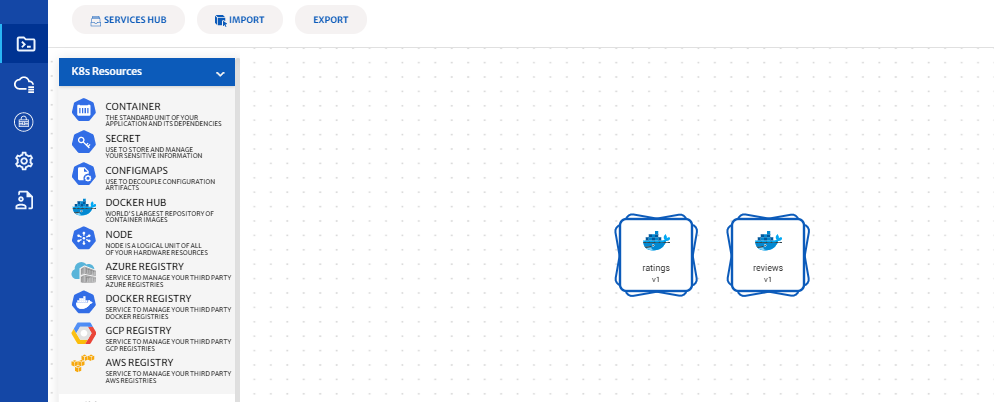 SERVICES HUB
IMPORT
EXPORT
K8s Resources
CONTAINER
THE STANDARD UNIT OF YOUR
APPLICATION AND ITS DEPENDENCIES
SECRET
USE TO STORE AND MANAGE
YOUR SENSITIVE INFORMATION
CONFIGMAPS
USE TO DECOUPLE CONFIGURATION
ARTIFACTS
DOCKER HUB
WORLD'S LARGEST REPOSITORY OF
CONTAINER IMAGES
NODE
NODE IS A LOGICAL UNIT OF ALL
OF YOUR HARDWARE RESOURCES
AZURE REGISTRY
SERVICE TO MANAGE YOUR THIRD PARTY
AZURE REGISTRIES
DOCKER REGISTRY
SERVICE TO MANAGE YOUR THIRD PARTY
DOCKER REGISTRIES
GCP REGISTRY
SERVICE TO MANAGE YOUR THIRD PARTY
GCP REGISTRIES
AWS REGISTRY
SERVICE TO MANAGE YOUR THIRD PARTY
AWS REGISTRIES
ratings
v1
reviews
v1